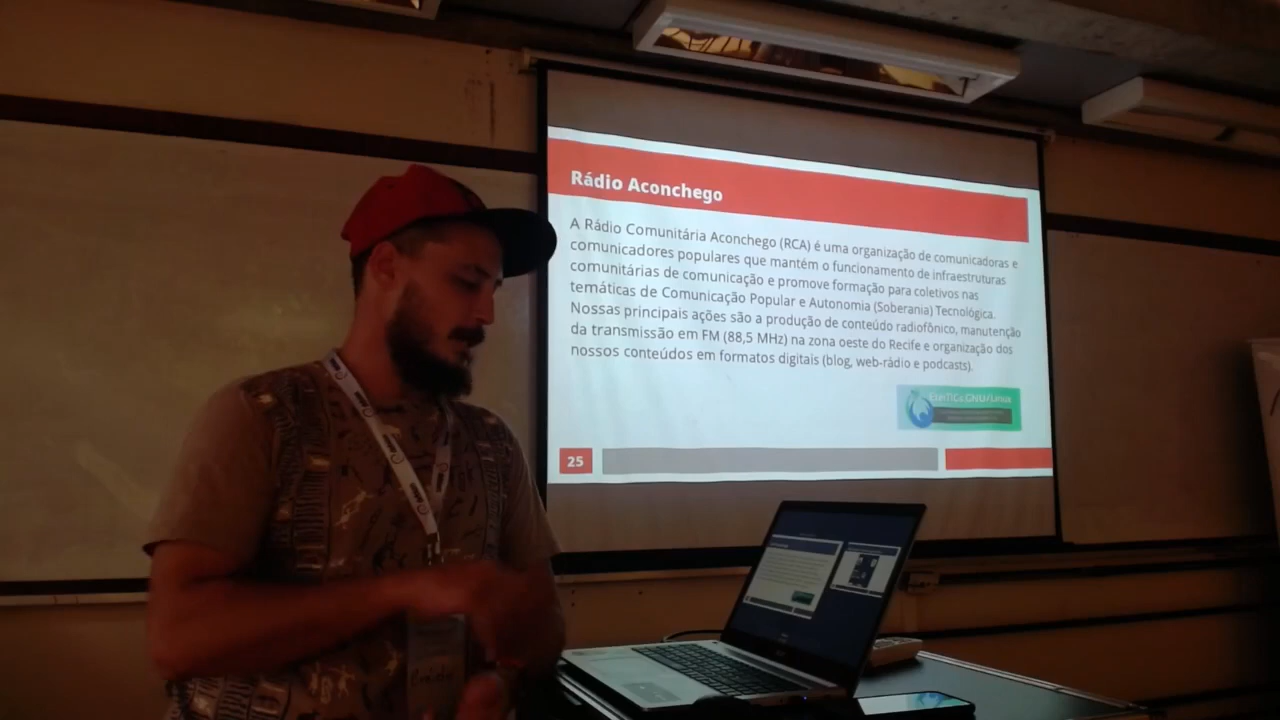 Rádio Aconchego
A Rádio Comunitária Aconchego (RCA) é uma organização de comunicadoras e
comunicadores populares que mantém o funcionamento de infraestruturas
comunitárias de comunicação e promove formação para coletivos nas
temáticas de Comunicação Popular e Autonomia (Soberania) Tecnológica.
Nossas principais ações são a produção de conteúdo radiofônico, manutenção
da transmissão em FM (88,5 MHz) na zona oeste do Recife e organização dos
nossos conteúdos em formatos digitais (blog, web-rádio e podcasts).
25